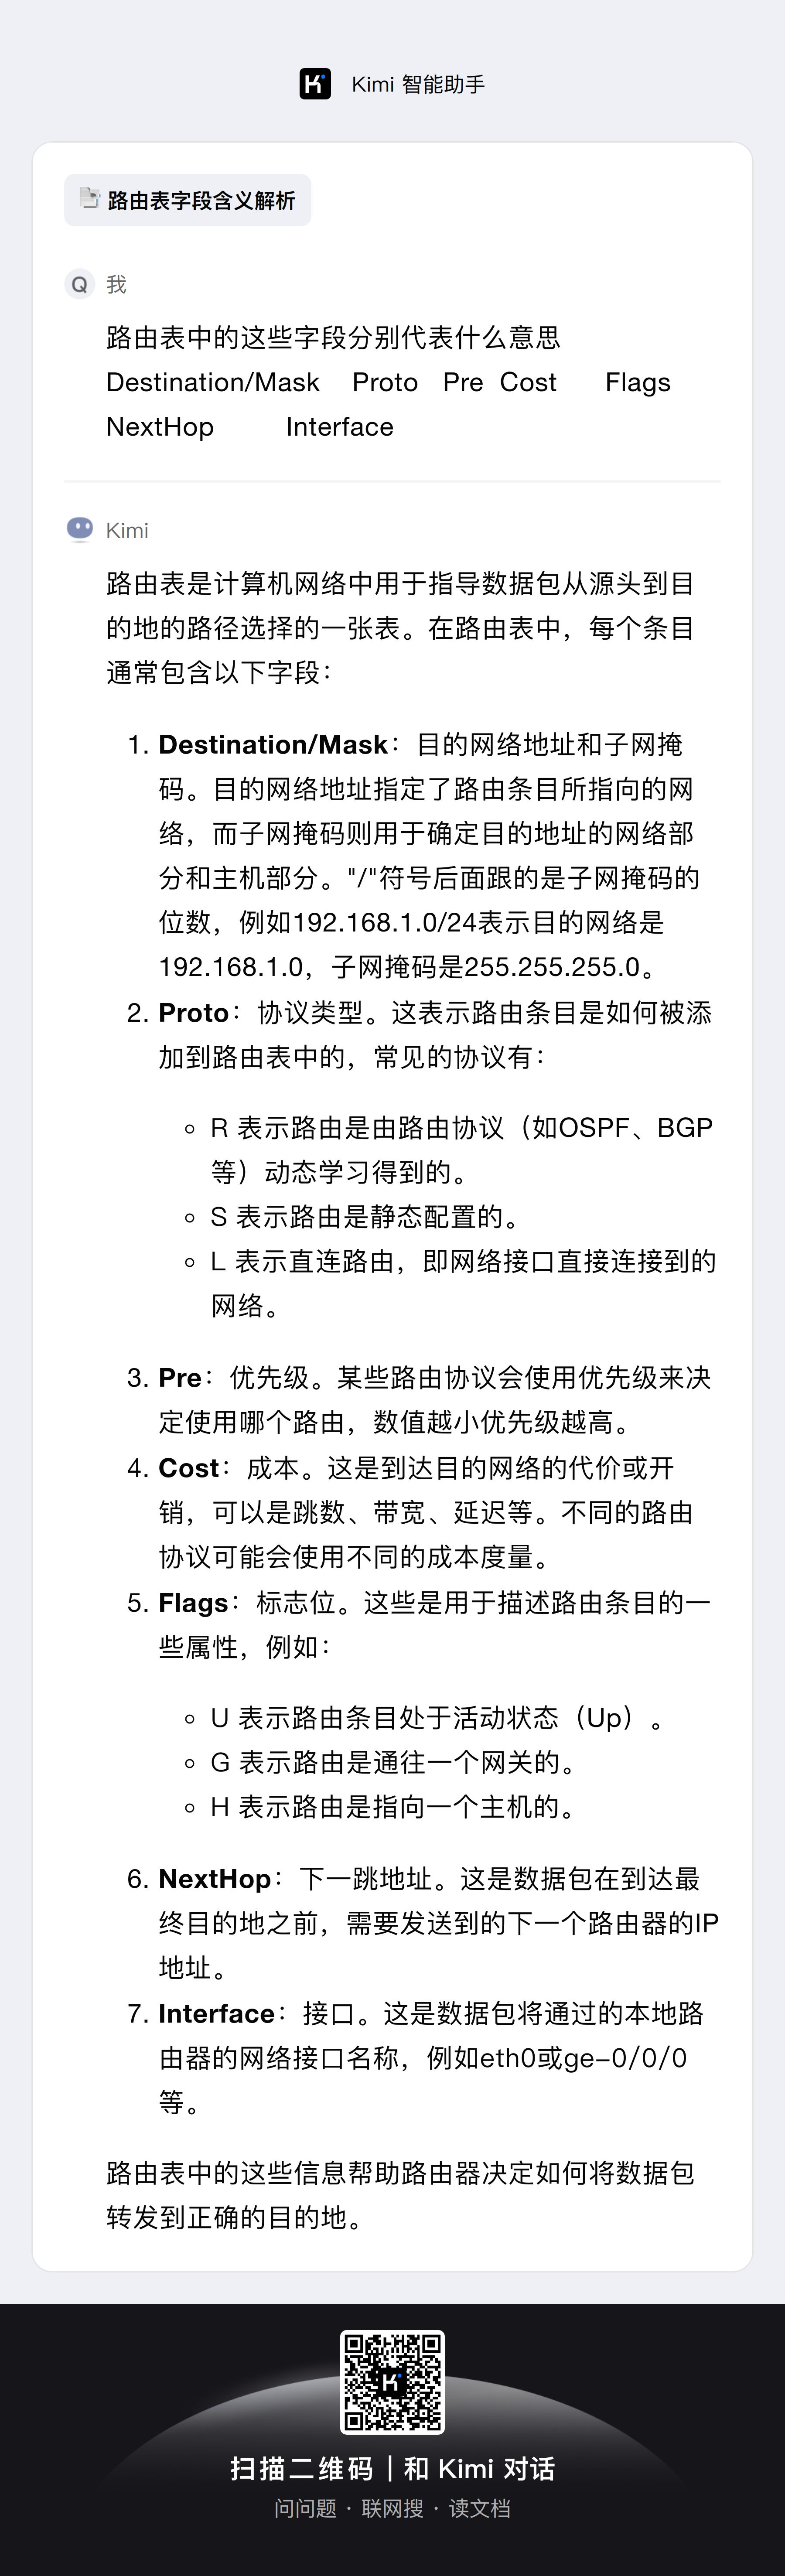 Kimi 智能助手
路由表字段含义解析
Q 我
路由表中的这些字段分别代表什么意思
Destination/Mask Proto Pre Cost Flags
NextHop Interface
Kimi
路由表是计算机网络中用于指导数据包从源头到目
的地的路径选择的一张表。在路由表中，每个条目
通常包含以下字段：
1. Destination/Mask：目的网络地址和子网掩
码。目的网络地址指定了路由条目所指向的网
络，而子网掩码则用于确定目的地址的网络部
分和主机部分。"/"符号后面跟的是子网掩码的
位数，例如192.168.1.0/24表示目的网络是
192.168.1.0，子网掩码是255.255.255.0。
2. Proto：协议类型。这表示路由条目是如何被添
加到路由表中的，常见的协议有：
◦ R 表示路由是由路由协议（如OSPF、BGP
等）动态学习得到的。
◦ S 表示路由是静态配置的。
◦ L 表示直连路由，即网络接口直接连接到的
网络。
3. Pre：优先级。某些路由协议会使用优先级来决
定使用哪个路由，数值越小优先级越高。
4. Cost：成本。这是到达目的网络的代价或开
销，可以是跳数、带宽、延迟等。不同的路由
协议可能会使用不同的成本度量。
5. Flags：标志位。这些是用于描述路由条目的一
些属性，例如：
◦ U 表示路由条目处于活动状态（Up）。
◦ G 表示路由是通往一个网关的。
◦ H 表示路由是指向一个主机的。
6. NextHop：下一跳地址。这是数据包在到达最
终目的地之前，需要发送到的下一个路由器的IP
地址。
7. Interface：接口。这是数据包将通过的本地路
由器的网络接口名称，例如eth0或ge-0/0/0
等。
路由表中的这些信息帮助路由器决定如何将数据包
转发到正确的目的地。
扫描二维码｜和 Kimi 对话
问问题 · 联网搜 · 读文档